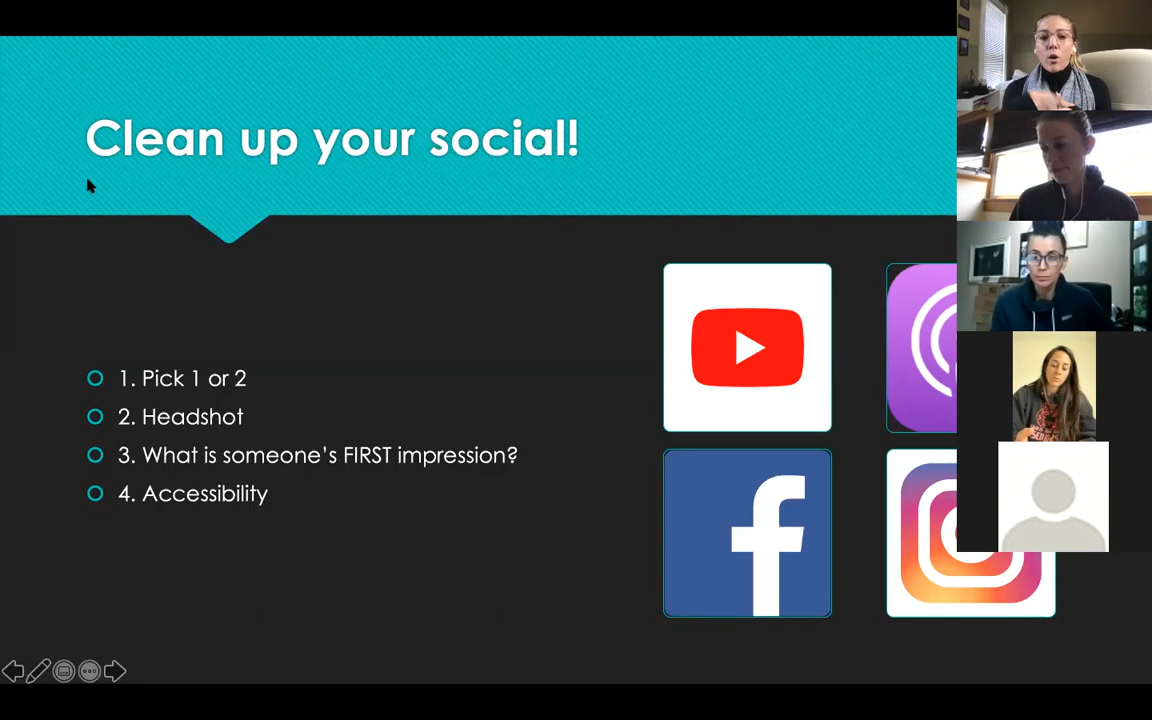 Clean up your social!
1. Pick 1 or 2
2. Headshot
3. What is someone's FIRST impression?
4. Accessibility